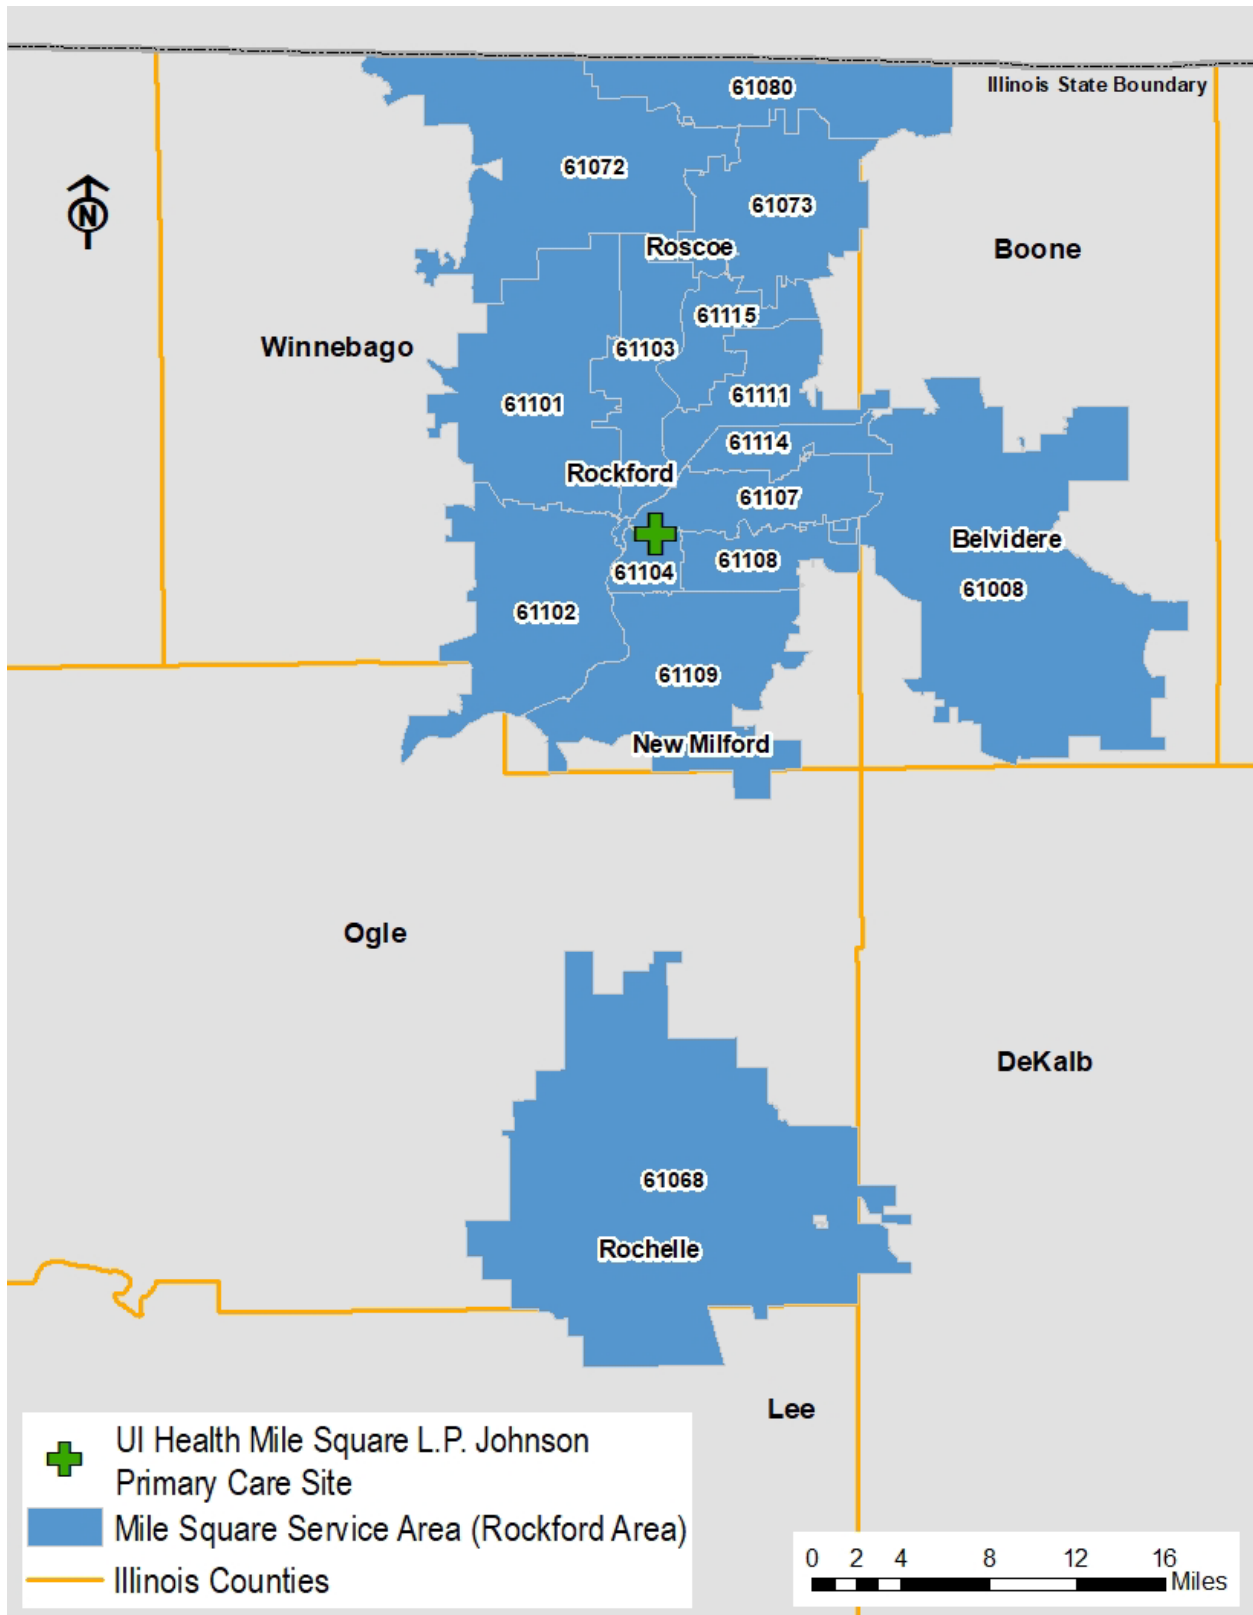 Illinois State Boundary
61080
61072
N
61073
Roscoe
Boone
61115
Winnebago
61103
61111
61101
61114
Rockford
61107
Belvidere
61108
61104
61008
61102
61109
New Milford
Ogle
DeKalb
61068
Rochelle
Lee
UI Health Mile Square L.P. Johnson
Primary Care Site
Mile Square Service Area (Rockford Area)
Illinois Counties
0 2 4 8 12 16
Miles